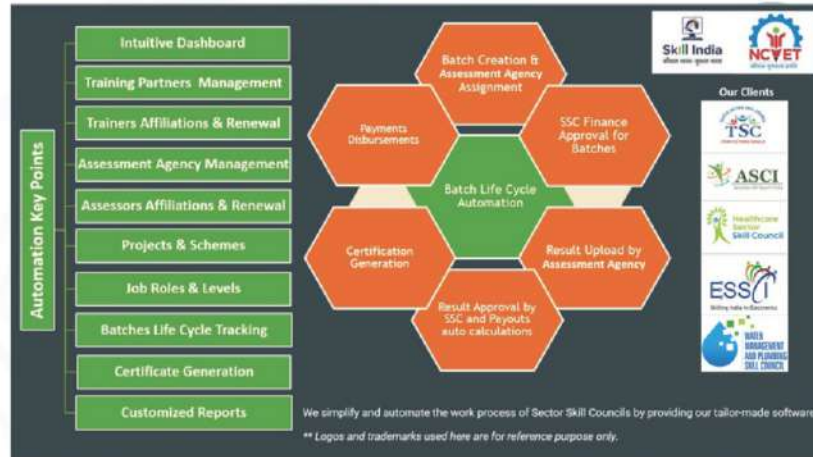 Automation Key Points
Intuitive Dashboard
Training Partners Management
Trainers Affiliations & Renewal
Assessment Agency Management
Assessors Affiliations & Renewal
Projects & Schemes
Job Roles & Levels
Batches Life Cycle Tracking
Certificate Generation
Customized Reports
Batch Creation &
Assessment Agency
Assignment
SSC Finance
Approval for
Batches
Result Upload by
Assessment Agency
Result Approval by
SSC and Payouts
auto calculations
Certification
Generation
Payments
Disbursements
Batch Life Cycle
Automation
Skill India
कौशल भारत - कुशल भारत
NCVET
Our Clients
TSC
ASCI
Healthcare
Sector
Skill Council
ESSCI
Skilling India in Electronics
WATER
MANAGEMENT
AND PLUMBING
SKILL COUNCIL
We simplify and automate the work process of Sector Skill Councils by providing our tailor-made software
** Logos and trademarks used here are for reference purpose only.